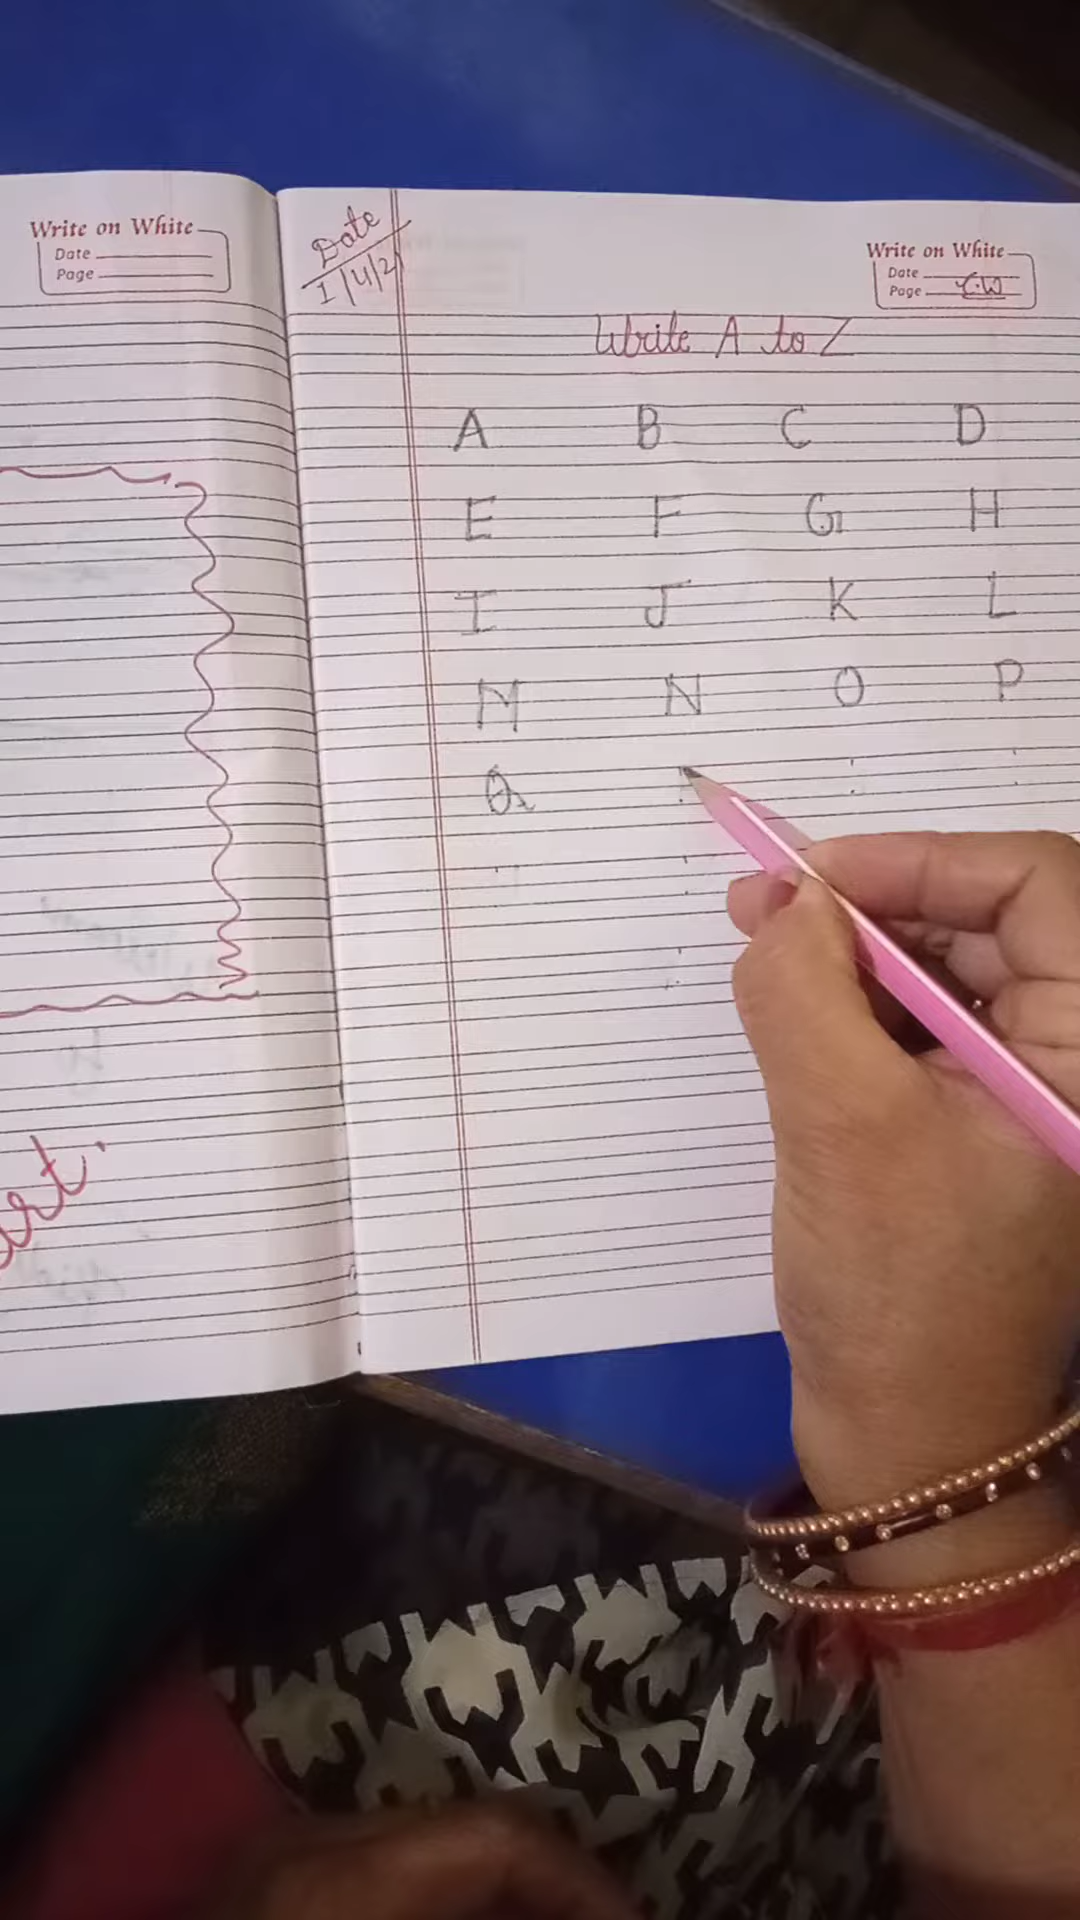 Write on White
Date
Page
Date
1/4/21
Write on White
Date
Page C.W
Write A to Z
A B C D
E F G H
I J K L
M N O P
Q